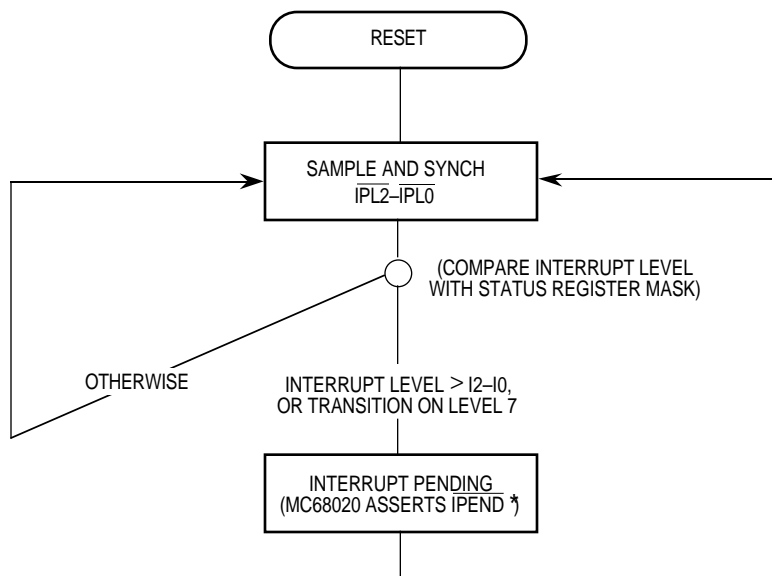 RESET
SAMPLE AND SYNCH
IPL2–IPL0
(COMPARE INTERRUPT LEVEL
WITH STATUS REGISTER MASK)
OTHERWISE
INTERRUPT LEVEL > I2–I0,
OR TRANSITION ON LEVEL 7
INTERRUPT PENDING
(MC68020 ASSERTS IPEND *)